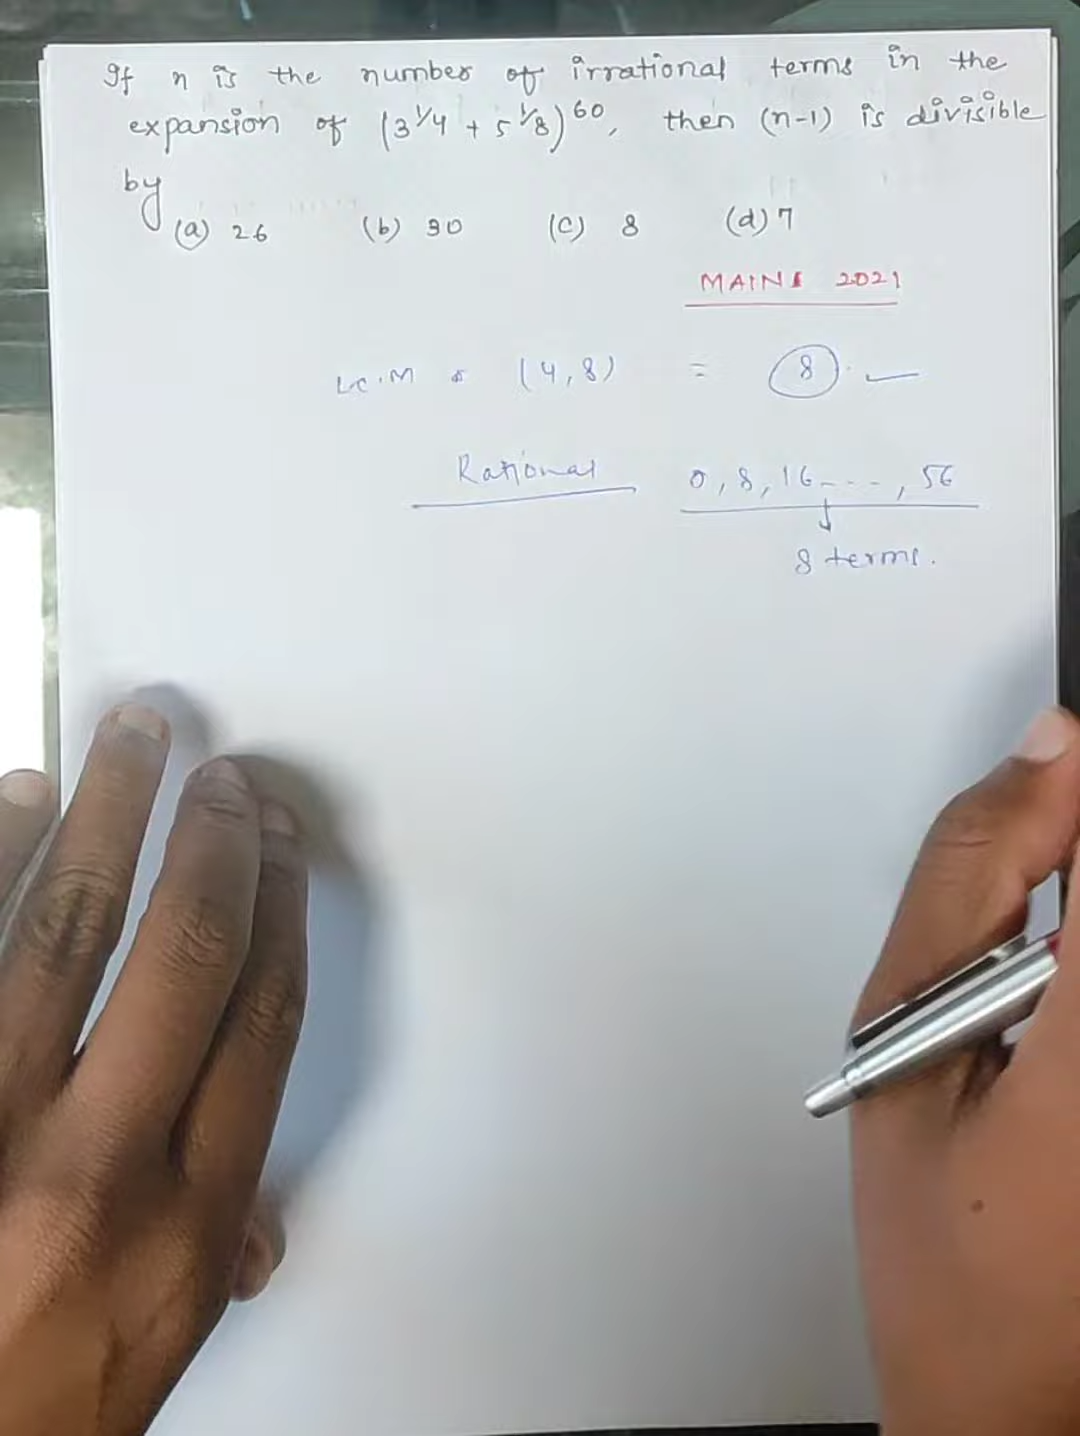 If n is the number of irrational terms in the
expansion of (3^1/4 + 5^1/8)^60, then (n-1) is divisible
by
(a) 26 (b) 30 (c) 8 (d) 7
MAINS 2021
L.C.M (4,8) = 8
Rational 0, 8, 16, ---, 56
8 terms.